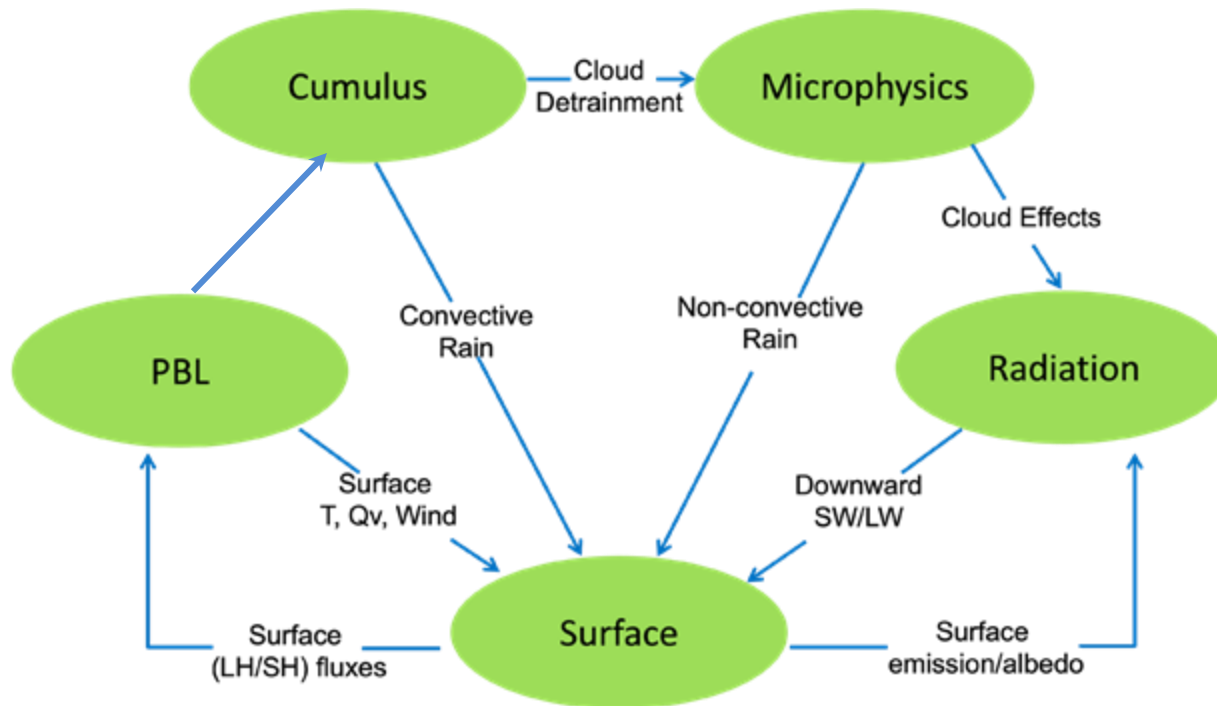 Cumulus
Cloud
Detrainment
Microphysics
Cloud Effects
Convective
Rain
Non-convective
Rain
PBL
Radiation
Surface
T, Qv, Wind
Downward
SW/LW
Surface
(LH/SH) fluxes
Surface
Surface
emission/albedo